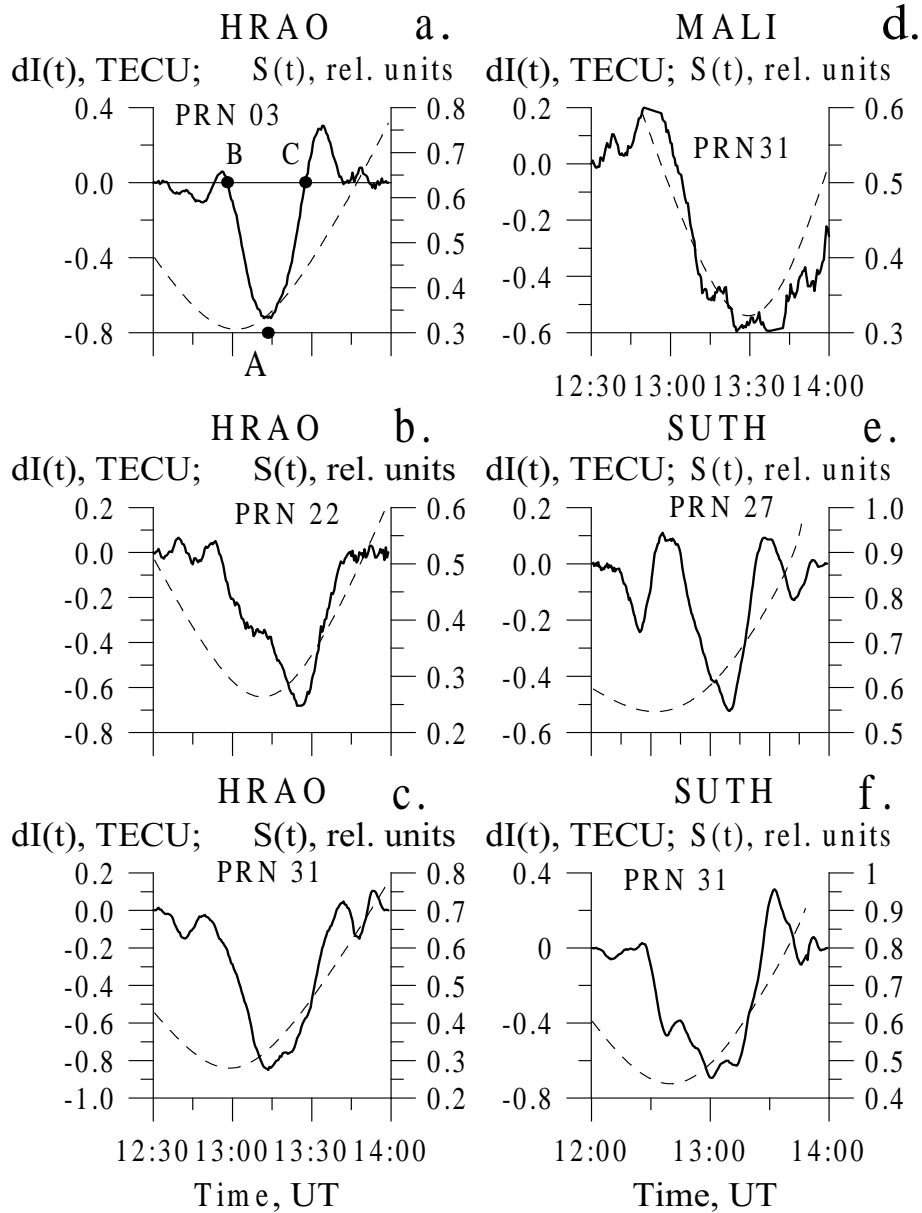 HRAO a.
dI(t), TECU; S(t), rel. units
PRN 03
B
C
A
0.4
0.0
-0.4
-0.8
0.8
0.7
0.6
0.5
0.4
0.3
MALI d.
dI(t), TECU; S(t), rel. units
PRN31
0.2
0.0
-0.2
-0.4
-0.6
0.6
0.5
0.4
0.3
12:30 13:00 13:30 14:00
HRAO b.
dI(t), TECU; S(t), rel. units
PRN 22
0.2
0.0
-0.2
-0.4
-0.6
-0.8
0.6
0.5
0.4
0.3
0.2
SUTH e.
dI(t), TECU; S(t), rel. units
PRN 27
0.2
0.0
-0.2
-0.4
-0.6
1.0
0.9
0.8
0.7
0.6
0.5
HRAO c.
dI(t), TECU; S(t), rel. units
PRN 31
0.2
0.0
-0.2
-0.4
-0.6
-0.8
-1.0
0.8
0.7
0.6
0.5
0.4
0.3
0.2
12:30 13:00 13:30 14:00
Time, UT
SUTH f.
dI(t), TECU; S(t), rel. units
PRN 31
0.4
0
-0.4
-0.8
1
0.9
0.8
0.7
0.6
0.5
0.4
12:00 13:00 14:00
Time, UT